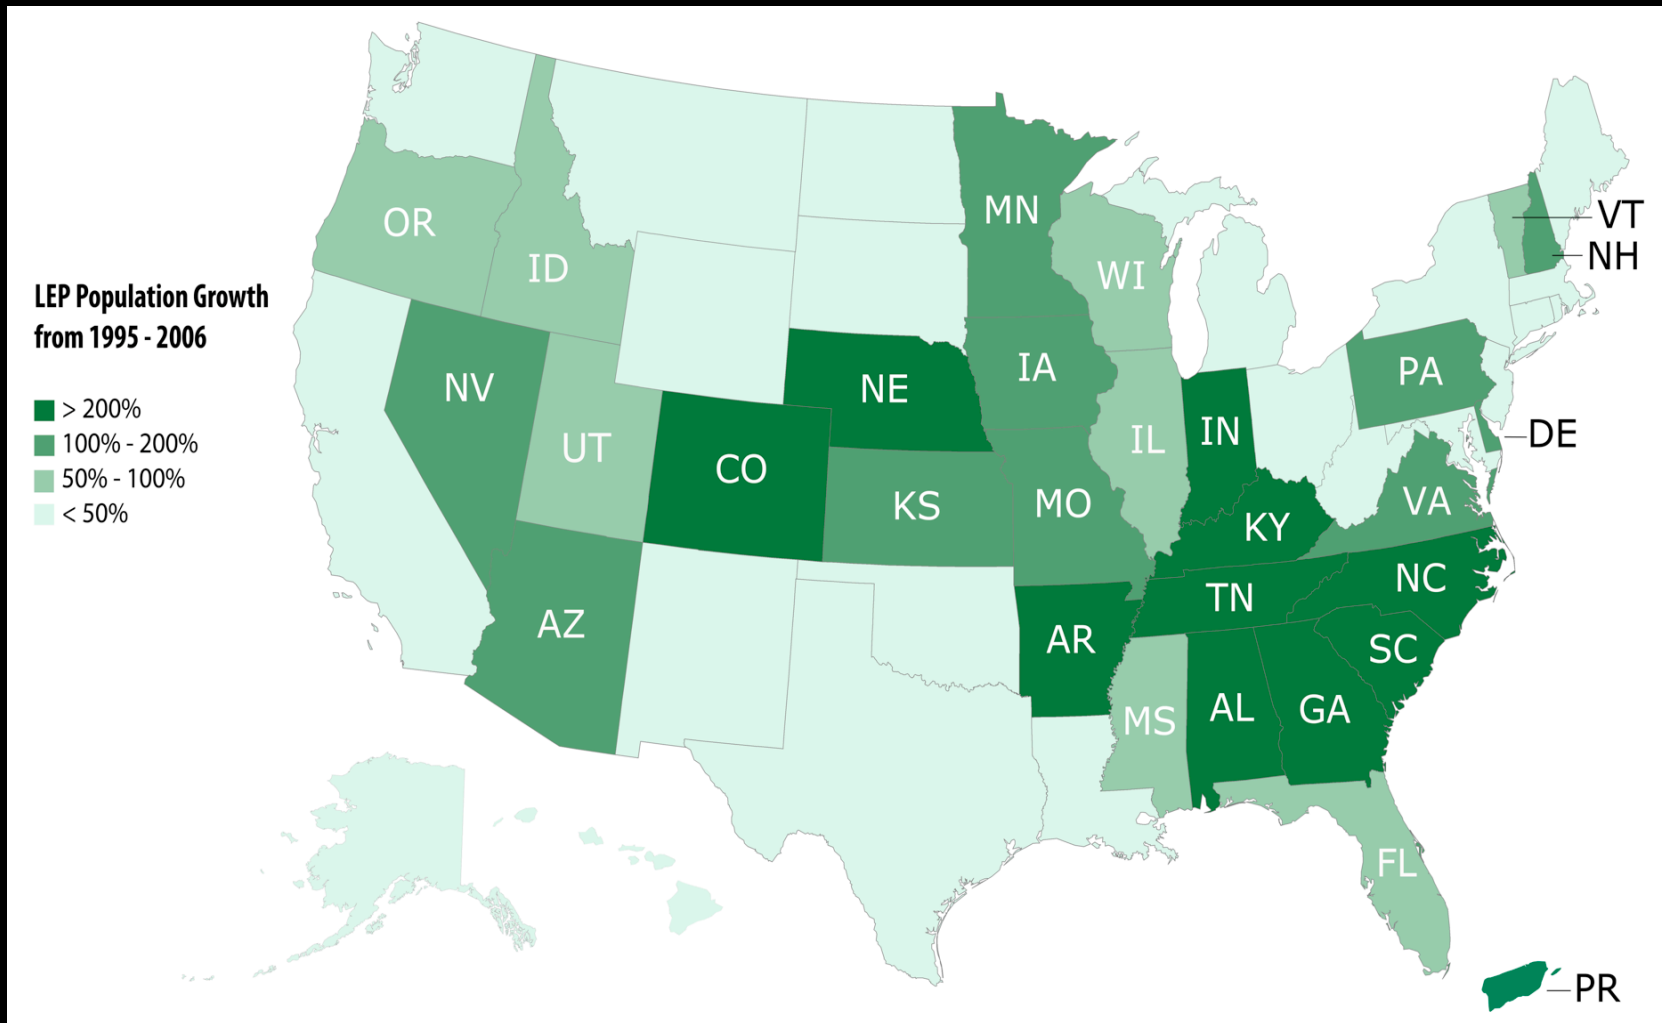 LEP Population Growth
from 1995 - 2006
> 200%
100% - 200%
50% - 100%
< 50%
OR
ID
MN
WI
VT
NH
NV
UT
CO
NE
IA
IL
IN
PA
DE
KS
MO
KY
VA
AZ
AR
TN
NC
SC
MS
AL
GA
FL
PR